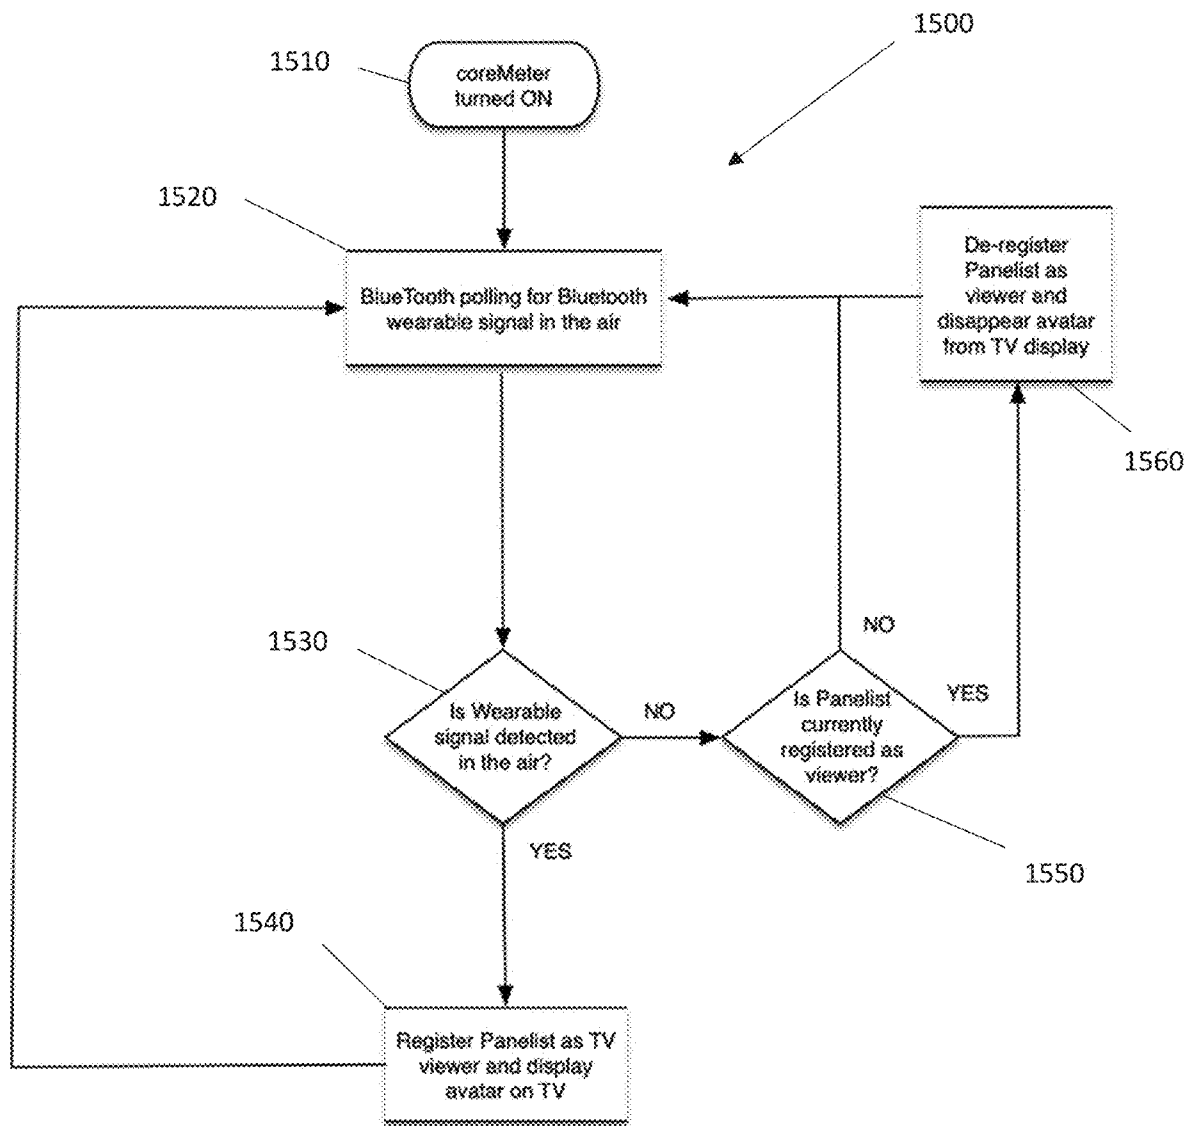 1500
1510
coreMeter
turned ON
1520
BlueTooth polling for Bluetooth
wearable signal in the air
De-register
Panelist as
viewer and
disappear avatar
from TV display
1560
1530
Is Wearable
signal detected
in the air?
NO
YES
Is Panelist
currently
registered as
viewer?
NO
YES
1550
1540
Register Panelist as TV
viewer and display
avatar on TV